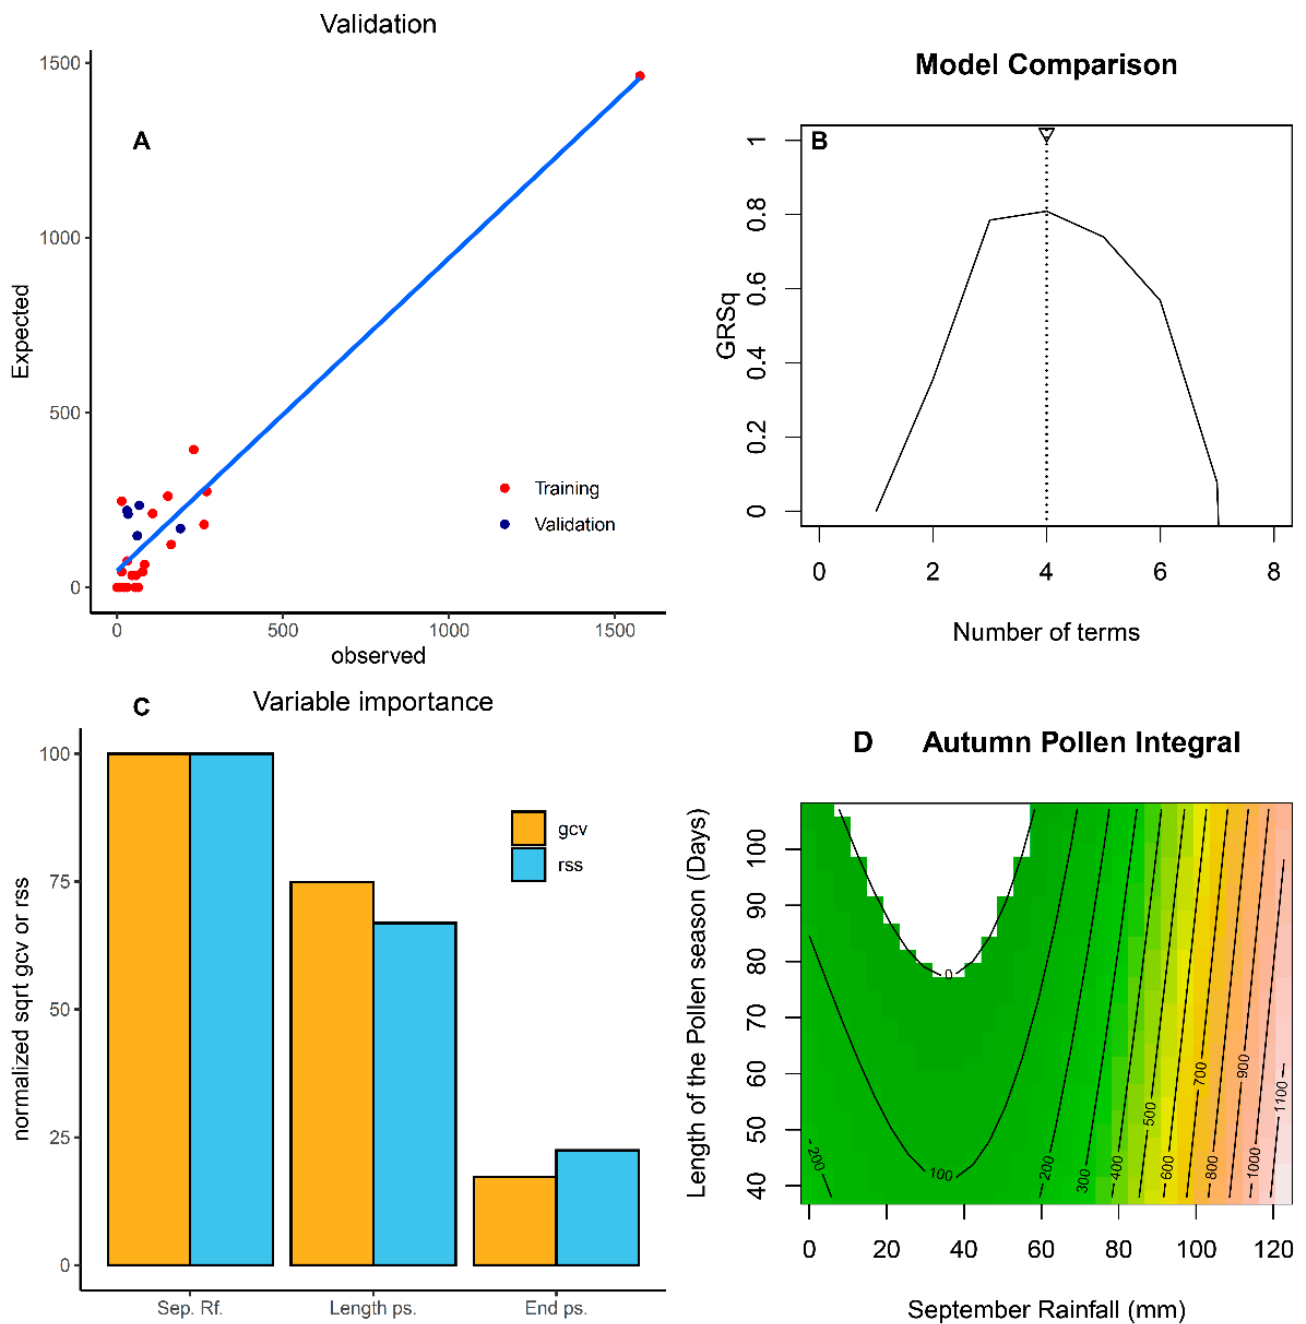 Validation
1500
1000
500
0
Expected
A
Training
Validation
0 500 1000 1500
observed
Model Comparison
B
1
0.8
0.6
0.4
0.2
0
GRSq
0 2 4 6 8
Number of terms
C Variable importance
100
75
50
25
0
normalized sqrt gcv or rss
gcv
rss
Sep. Rf. Length ps. End ps.
D Autumn Pollen Integral
100
90
80
70
60
50
40
Length of the Pollen season (Days)
0
200
100
200
300
400
500
600
700
800
900
1000
1100
0 20 40 60 80 100 120
September Rainfall (mm)